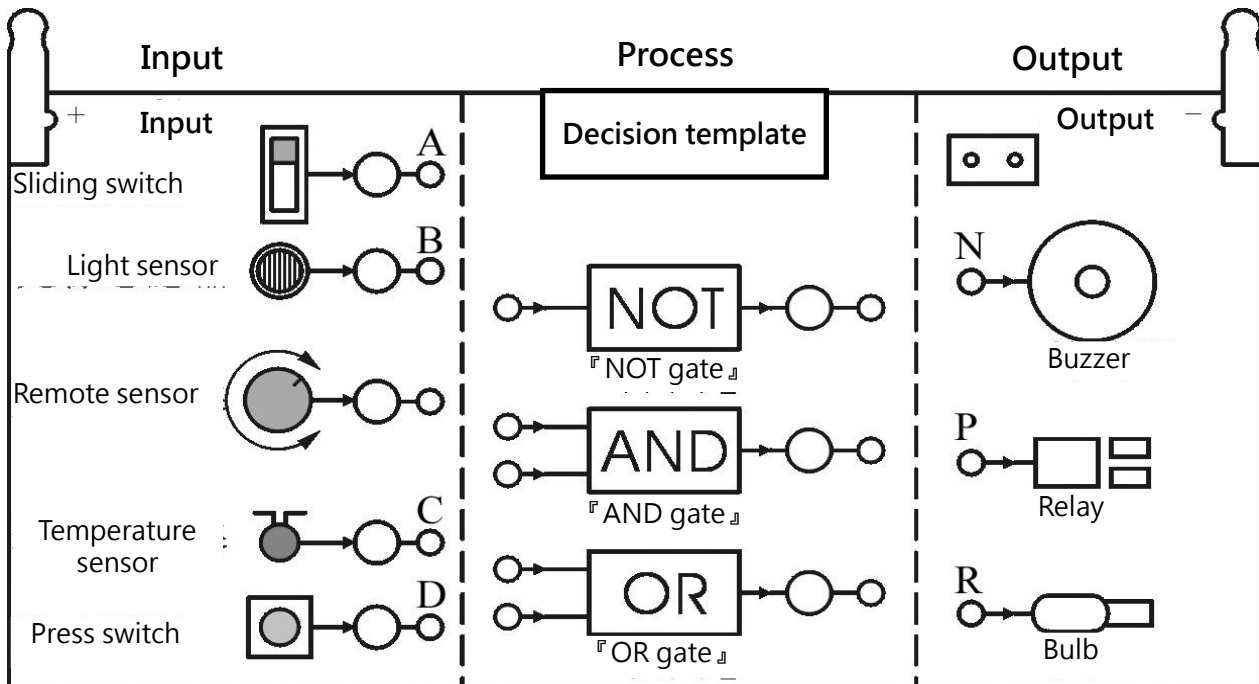 Input
Process
Output
+
Input
Decision template
Output
−
Sliding switch
A
Light sensor
B
NOT
『NOT gate』
N
Buzzer
Remote sensor
AND
『AND gate』
P
Relay
Temperature
sensor
C
OR
『OR gate』
Press switch
D
R
Bulb